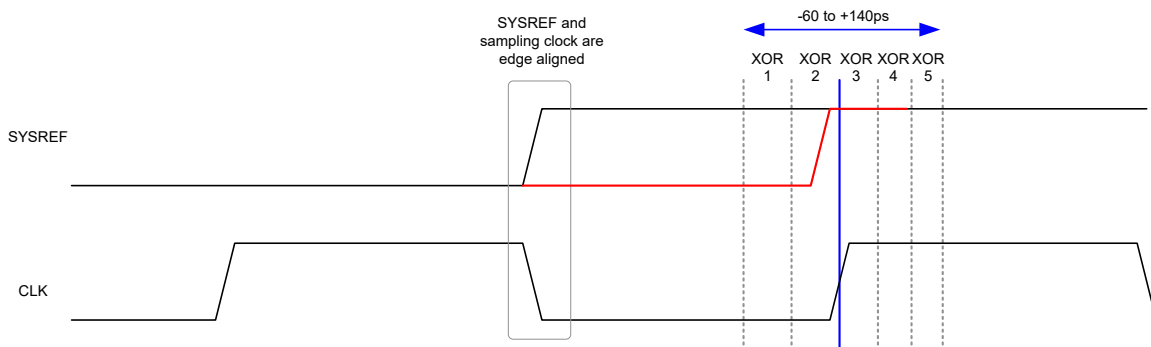 SYSREF and
sampling clock are
edge aligned
-60 to +140ps
XOR XOR XOR XOR XOR
1 2 3 4 5
SYSREF
CLK